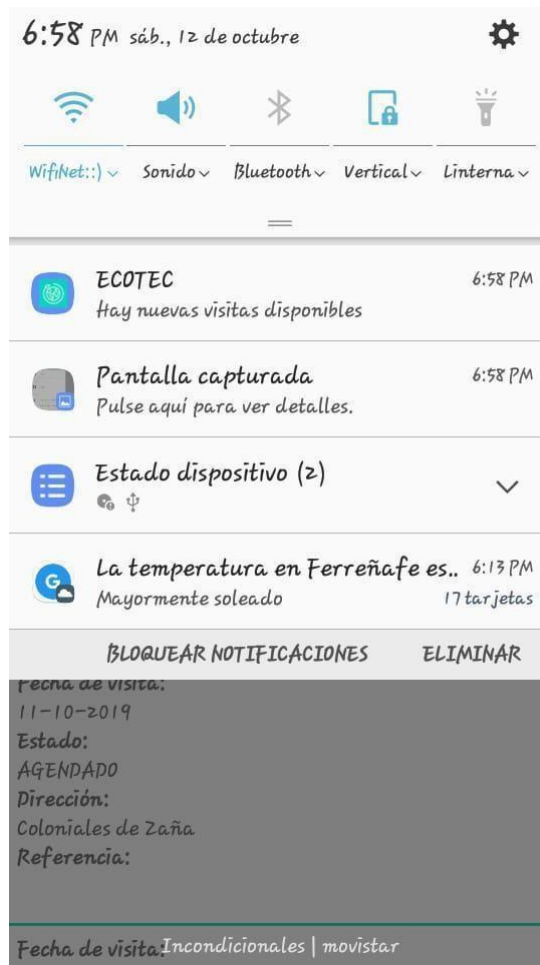 6:58 PM sáb., 12 de octubre
WifiNet::) Sonido Bluetooth Vertical Linterna
ECOTEC 6:58 PM
Hay nuevas visitas disponibles
Pantalla capturada 6:58 PM
Pulse aquí para ver detalles.
Estado dispositivo (2)
La temperatura en Ferreñafe es.. 6:13 PM
Mayormente soleado 17 tarjetas
BLOQUEAR NOTIFICACIONES ELIMINAR
Fecha de visita:
11-10-2019
Estado:
AGENDADO
Dirección:
Coloniales de Zaña
Referencia:
Fecha de visita: Incondicionales | movistar